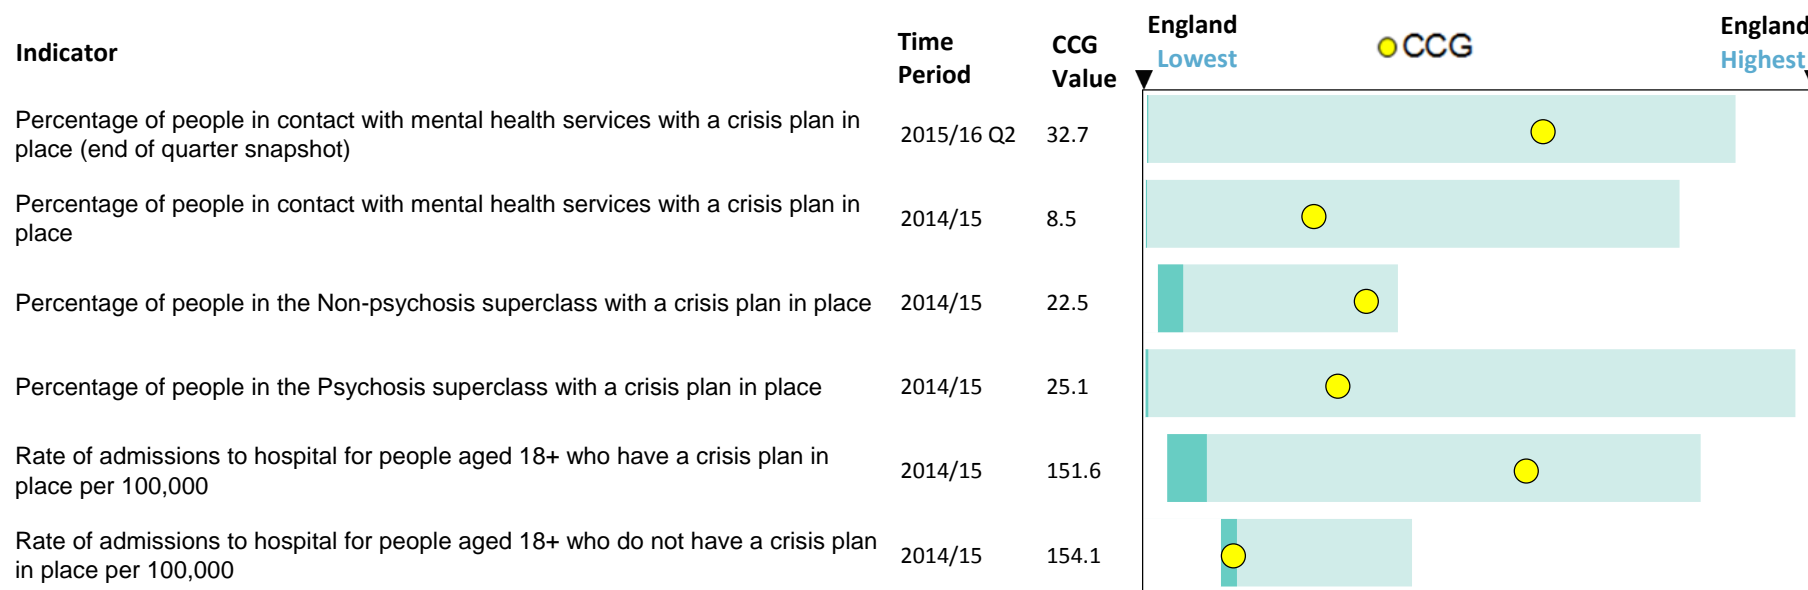 Indicator
Time
Period
CCG
Value
England
Lowest
CCG
England
Highest
Percentage of people in contact with mental health services with a crisis plan in
place (end of quarter snapshot)
2015/16 Q2
32.7
Percentage of people in contact with mental health services with a crisis plan in
place
2014/15
8.5
Percentage of people in the Non-psychosis superclass with a crisis plan in place
2014/15
22.5
Percentage of people in the Psychosis superclass with a crisis plan in place
2014/15
25.1
Rate of admissions to hospital for people aged 18+ who have a crisis plan in
place per 100,000
2014/15
151.6
Rate of admissions to hospital for people aged 18+ who do not have a crisis plan
in place per 100,000
2014/15
154.1